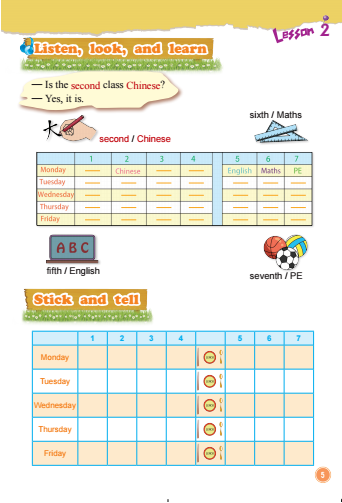 Lesson 2
Listen, look, and learn
— Is the second class Chinese?
— Yes, it is.
sixth / Maths
大
second / Chinese
1 2 3 4 5 6 7
Monday — Chinese — — English Maths PE
Tuesday — — — — — — —
Wednesday — — — — — — —
Thursday — — — — — — —
Friday — — — — — — —
A B C
fifth / English
seventh / PE
Stick and tell
1 2 3 4 5 6 7
Monday
Tuesday
Wednesday
Thursday
Friday
5